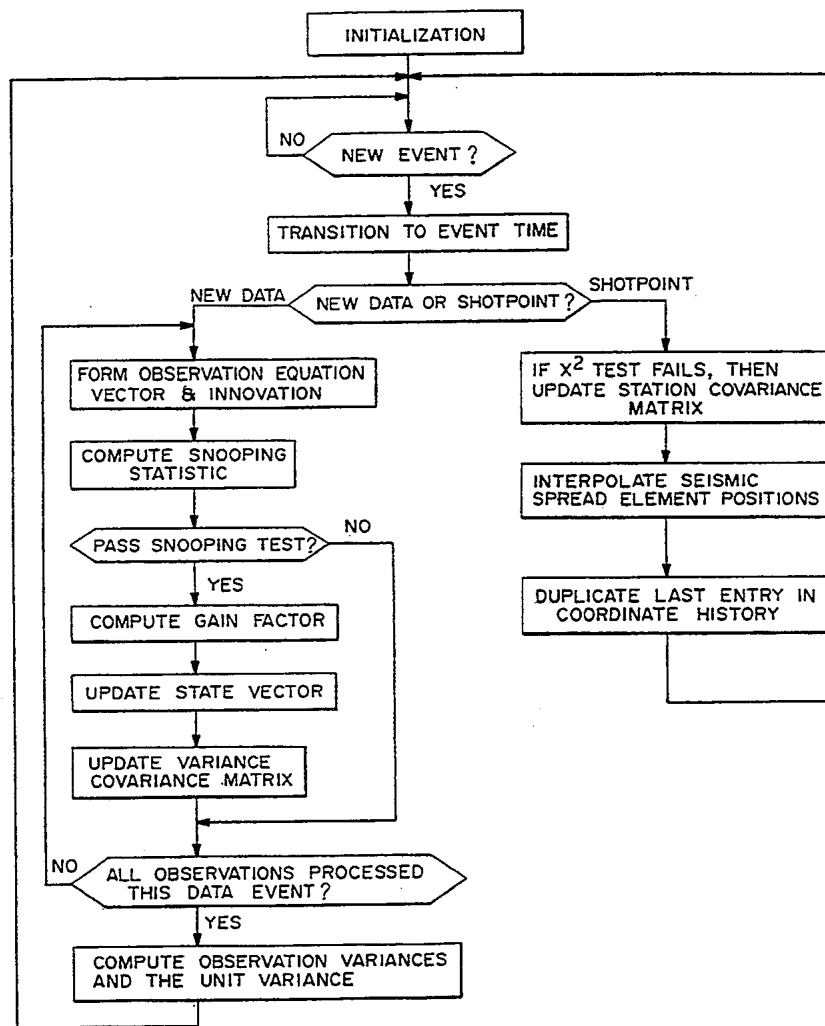 INITIALIZATION
NO
NEW EVENT?
YES
TRANSITION TO EVENT TIME
NEW DATA
NEW DATA OR SHOTPOINT?
SHOTPOINT
FORM OBSERVATION EQUATION
VECTOR & INNOVATION
COMPUTE SNOOPING
STATISTIC
PASS SNOOPING TEST?
NO
YES
COMPUTE GAIN FACTOR
UPDATE STATE VECTOR
UPDATE VARIANCE
COVARIANCE MATRIX
NO
ALL OBSERVATIONS PROCESSED
THIS DATA EVENT?
YES
COMPUTE OBSERVATION VARIANCES
AND THE UNIT VARIANCE
IF X² TEST FAILS, THEN
UPDATE STATION COVARIANCE
MATRIX
INTERPOLATE SEISMIC
SPREAD ELEMENT POSITIONS
DUPLICATE LAST ENTRY IN
COORDINATE HISTORY